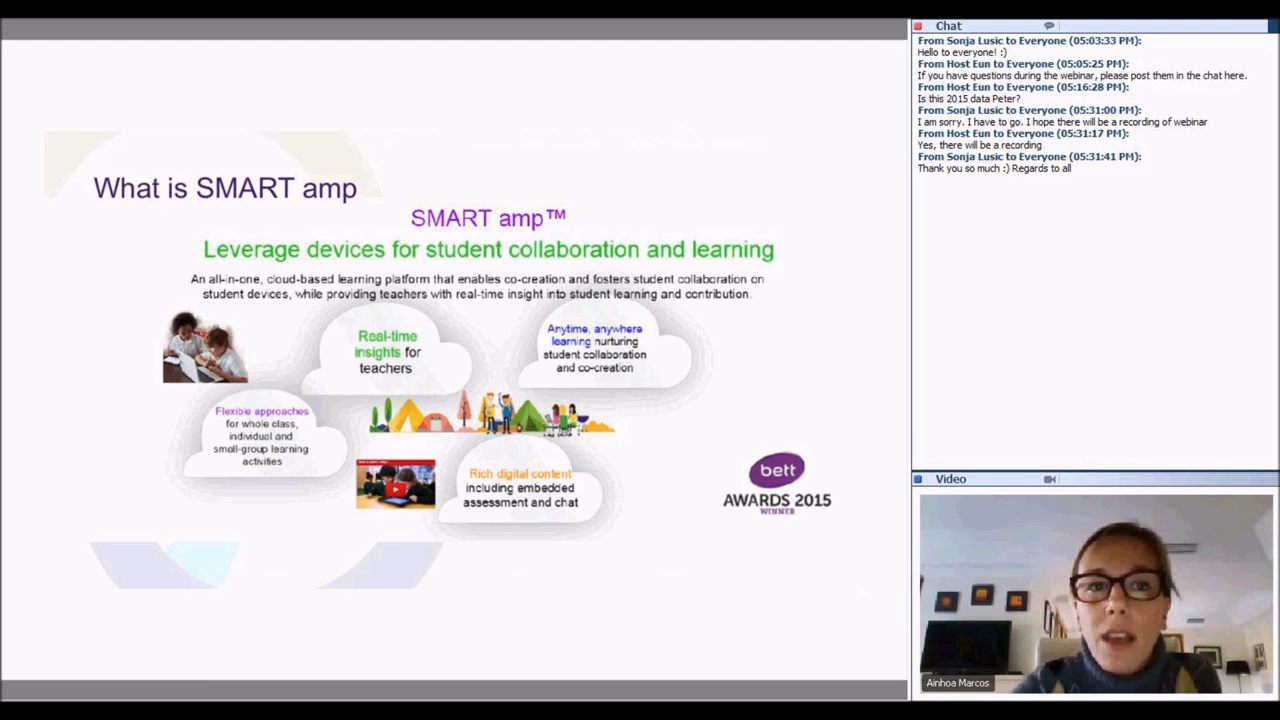 What is SMART amp
SMART amp™
Leverage devices for student collaboration and learning
An all-in-one, cloud-based learning platform that enables co-creation and fosters student collaboration on
student devices, while providing teachers with real-time insight into student learning and contribution.
Real-time
insights for
teachers
Anytime, anywhere
learning nurturing
student collaboration
and co-creation
Flexible approaches
for whole class,
individual and
small-group learning
activities
Rich digital content
including embedded
assessment and chat
bett
AWARDS 2015
WINNER
Chat
From Sonja Lusic to Everyone (05:03:33 PM):
Hello to everyone! :)
From Host Eun to Everyone (05:05:25 PM):
If you have questions during the webinar, please post them in the chat here.
From Host Eun to Everyone (05:16:28 PM):
Is this 2015 data Peter?
From Sonja Lusic to Everyone (05:31:00 PM):
I am sorry. I have to go. I hope there will be a recording of webinar
From Host Eun to Everyone (05:31:17 PM):
Yes, there will be a recording
From Sonja Lusic to Everyone (05:31:41 PM):
Thank you so much :) Regards to all
Video
Ainhoa Marcos